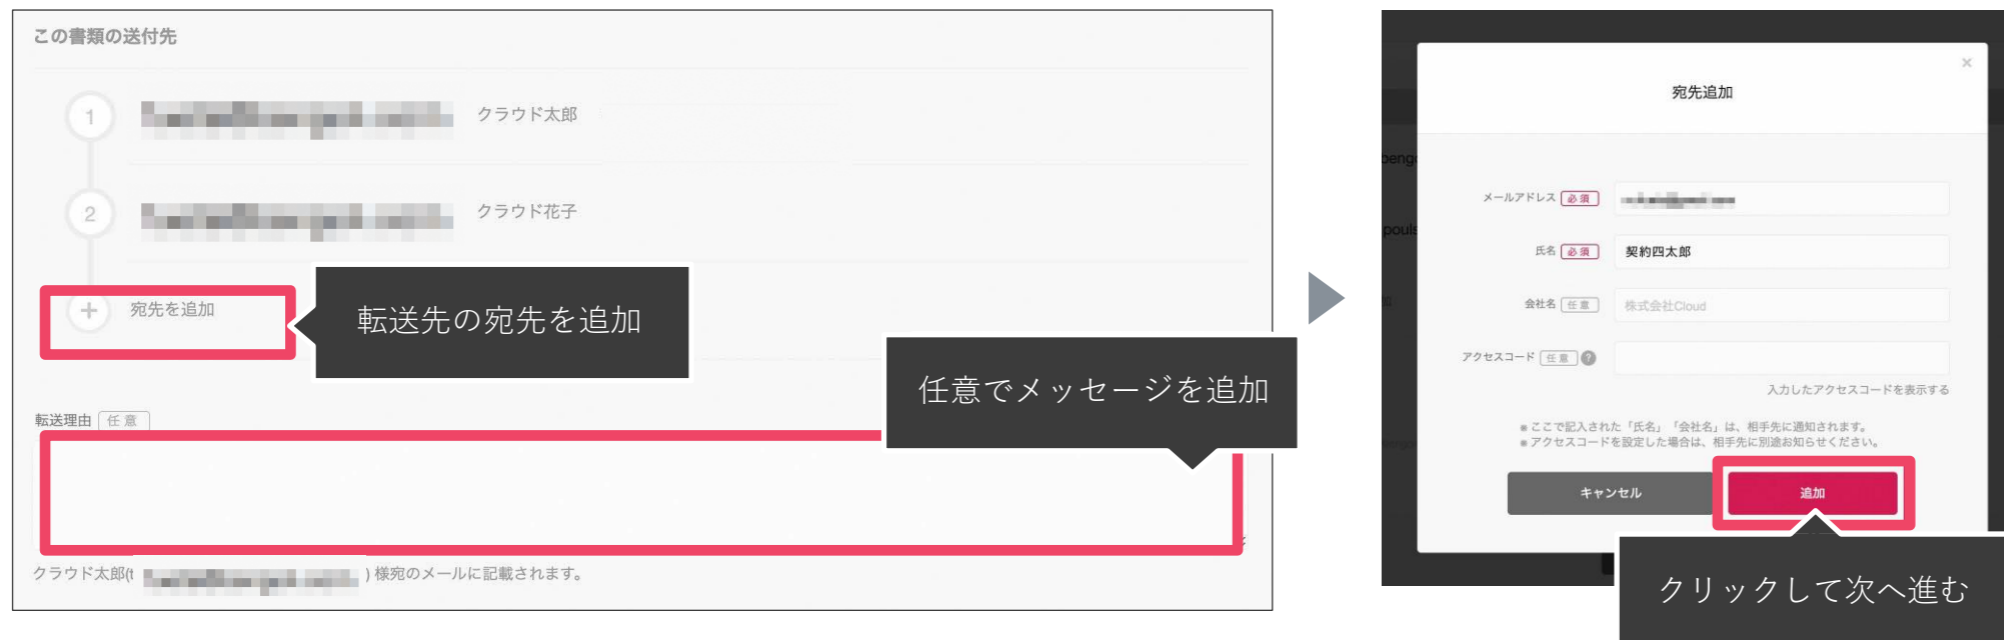 この書類の送付先
1
クラウド太郎
2
クラウド花子
+ 宛先を追加
転送先の宛先を追加
任意でメッセージを追加
転送理由 任意
クラウド太郎(t
) 様宛のメールに記載されます。
×
宛先追加
メールアドレス 必須
氏名 必須 契約四太郎
会社名 任意 株式会社Cloud
アクセスコード 任意 ?
入力したアクセスコードを表示する
※ここで記入された「氏名」「会社名」は、相手先に通知されます。
※アクセスコードを設定した場合は、相手先に別途お知らせください。
キャンセル
追加
クリックして次へ進む